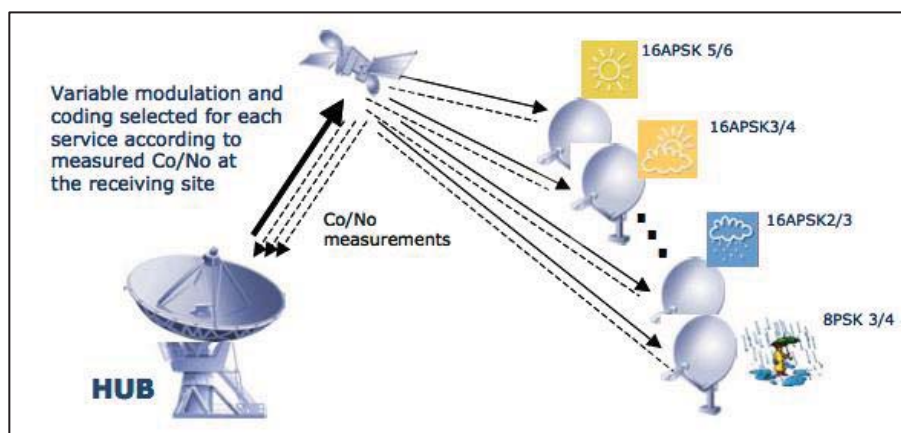 16APSK 5/6
Variable modulation and
coding selected for each
service according to
measured Co/No at
the receiving site
16APSK3/4
Co/No
measurements
16APSK2/3
8PSK 3/4
HUB